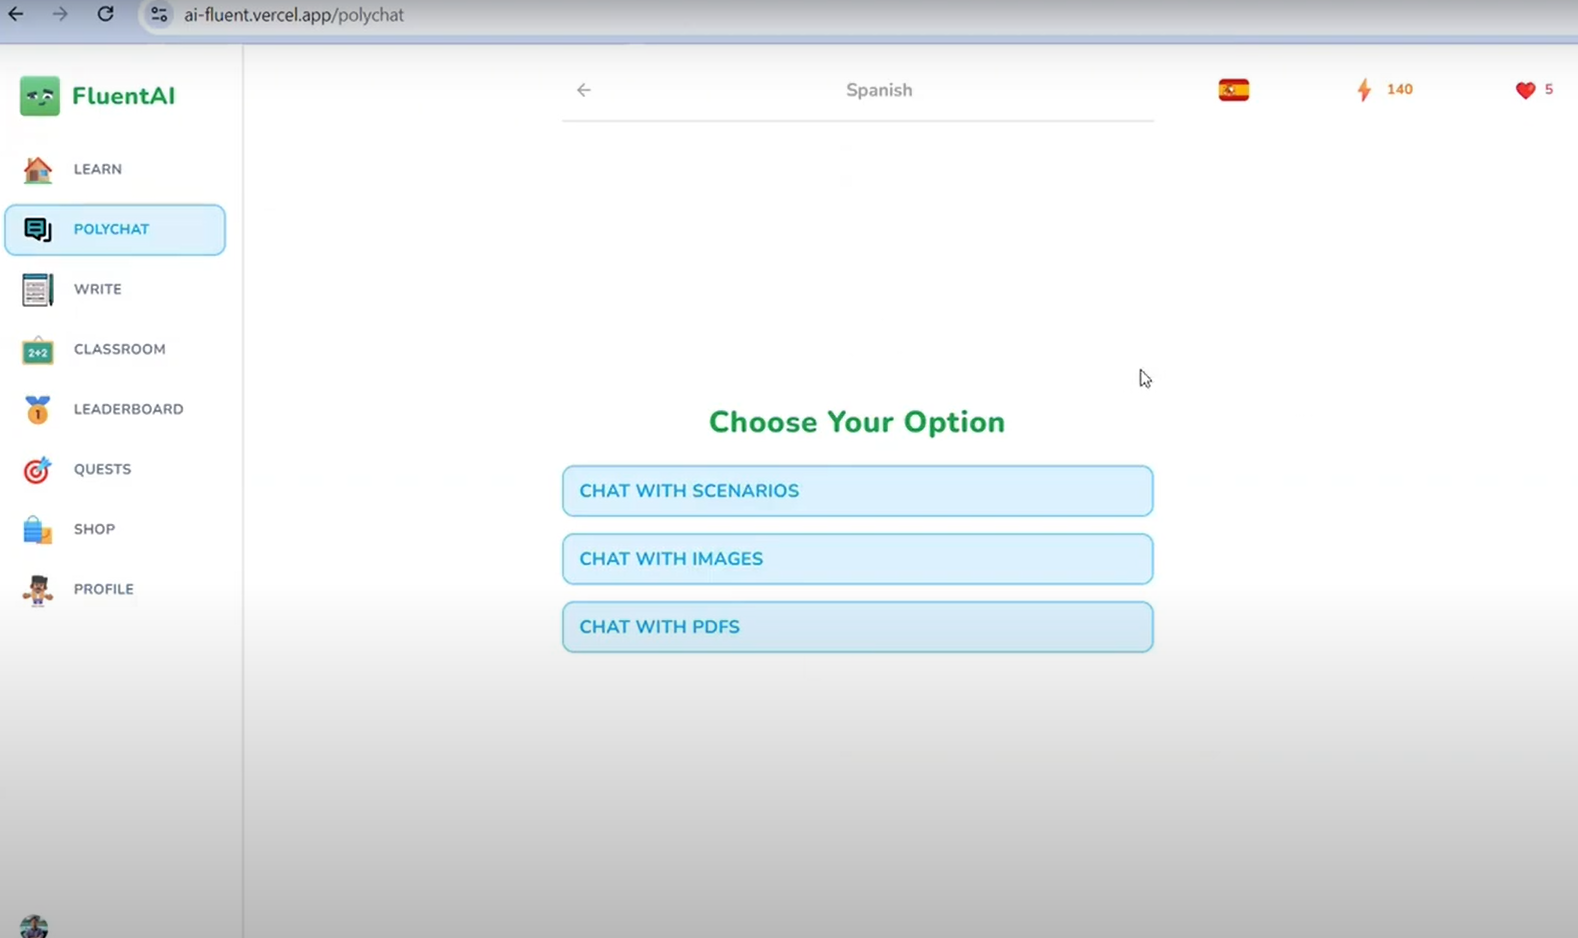 ai-fluent.vercel.app/polychat
FluentAI
LEARN
POLYCHAT
WRITE
2+2
CLASSROOM
1
LEADERBOARD
QUESTS
SHOP
PROFILE
Spanish
140
5
Choose Your Option
CHAT WITH SCENARIOS
CHAT WITH IMAGES
CHAT WITH PDFS